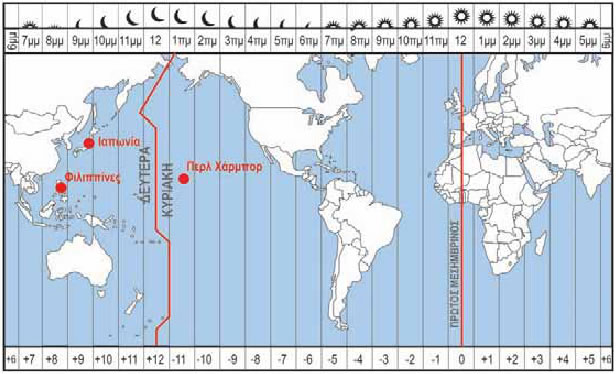 6μμ 7μμ 8μμ 9μμ 10μμ 11μμ 12 1πμ 2πμ 3πμ 4πμ 5πμ 6πμ 7πμ 8πμ 9πμ 10πμ 11πμ 12 1μμ 2μμ 3μμ 4μμ 5μμ 6μμ
Ιαπωνία
Φιλιππίνες
ΔΕΥΤΕΡΑ
ΚΥΡΙΑΚΗ
Περλ Χάρμπορ
ΠΡΩΤΟΣ ΜΕΣΗΜΒΡΙΝΟΣ
+6 +7 +8 +9 +10 +11 +12 -11 -10 -9 -8 -7 -6 -5 -4 -3 -2 -1 0 +1 +2 +3 +4 +5 +6